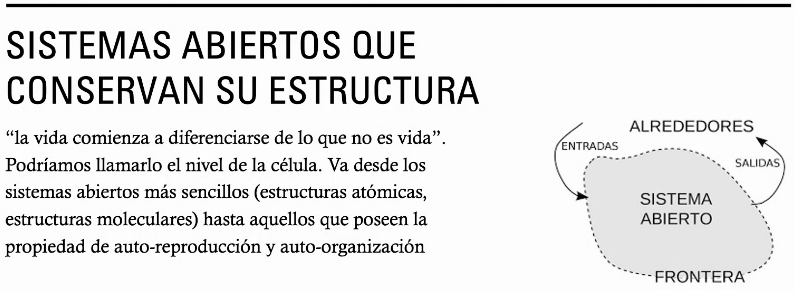 SISTEMAS ABIERTOS QUE
CONSERVAN SU ESTRUCTURA
“la vida comienza a diferenciarse de lo que no es vida”.
Podríamos llamarlo el nivel de la célula. Va desde los
sistemas abiertos más sencillos (estructuras atómicas,
estructuras moleculares) hasta aquellos que poseen la
propiedad de auto-reproducción y auto-organización
ALREDEDORES
ENTRADAS
SALIDAS
SISTEMA
ABIERTO
FRONTERA